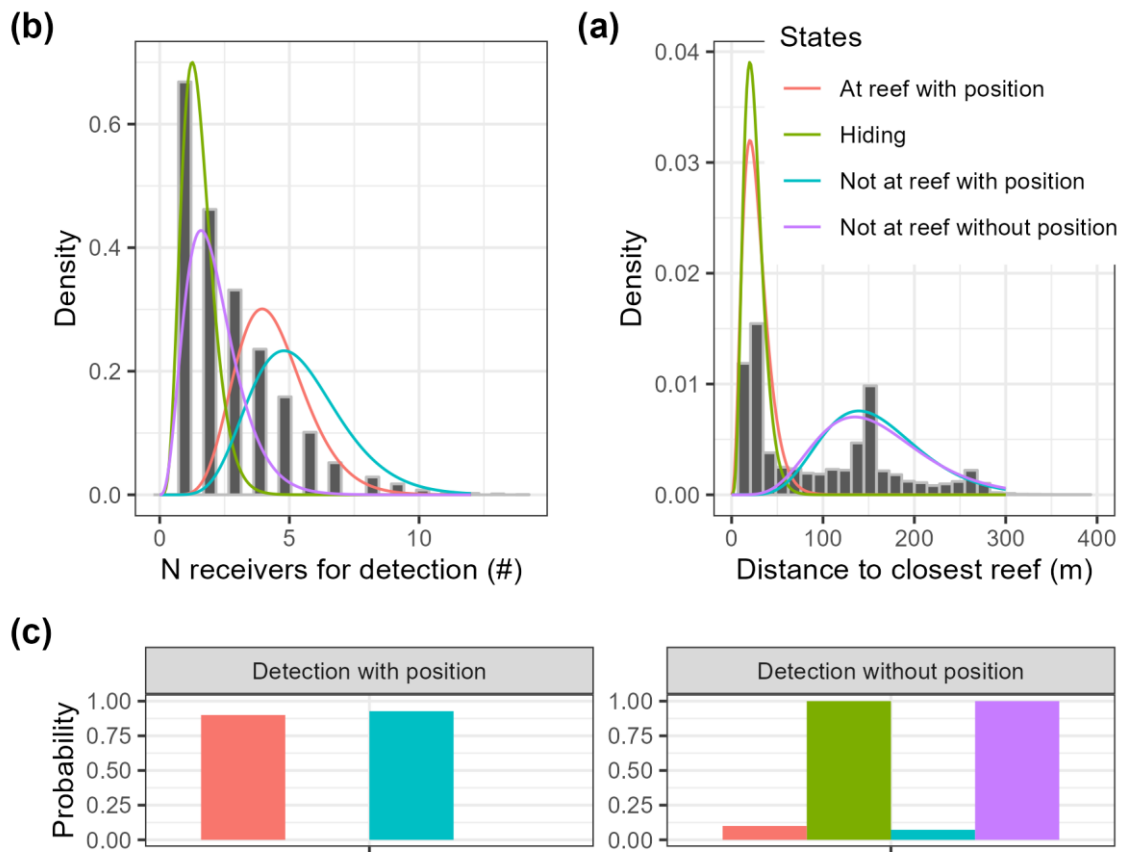 (b)
Density
0.6
0.4
0.2
0.0
0
5
10
N receivers for detection (#)
(a)
Density
0.04
0.03
0.02
0.01
0.00
0
100
200
300
400
Distance to closest reef (m)
States
At reef with position
Hiding
Not at reef with position
Not at reef without position
(c)
Detection with position
Detection without position
Probability
1.00
0.75
0.50
0.25
0.00
1.00
0.75
0.50
0.25
0.00